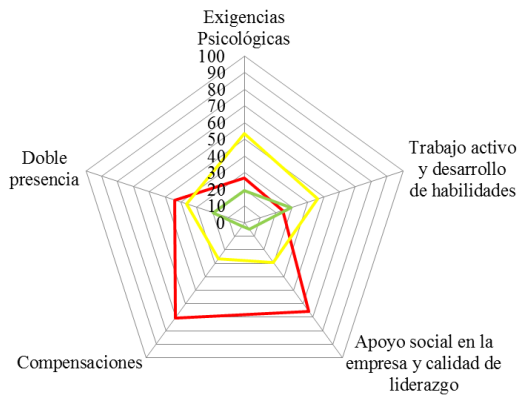 Exigencias
Psicológicas
100
90
80
70
60
50
40
30
20
10
0
Trabajo activo
y desarrollo
de habilidades
Apoyo social en la
empresa y calidad de
liderazgo
Compensaciones
Doble
presencia